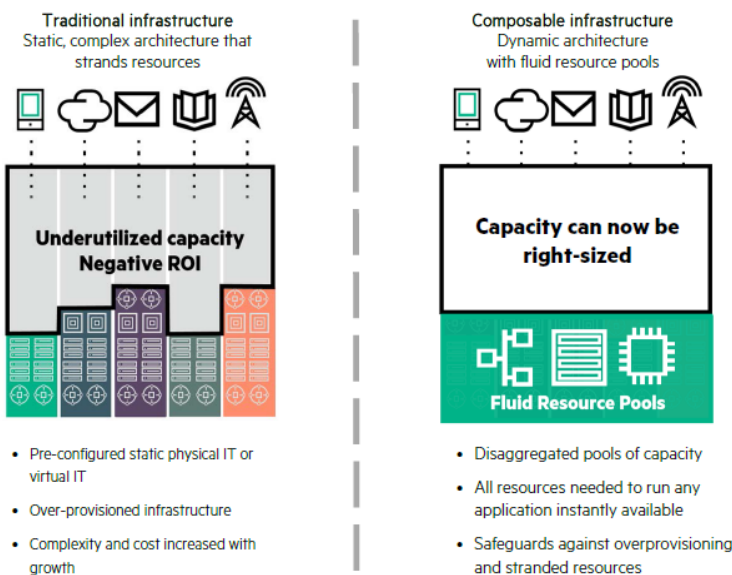 Traditional infrastructure
Static, complex architecture that
strands resources
Underutilized capacity
Negative ROI
• Pre-configured static physical IT or
virtual IT
• Over-provisioned infrastructure
• Complexity and cost increased with
growth
Composable infrastructure
Dynamic architecture
with fluid resource pools
Capacity can now be
right-sized
Fluid Resource Pools
• Disaggregated pools of capacity
• All resources needed to run any
application instantly available
• Safeguards against overprovisioning
and stranded resources